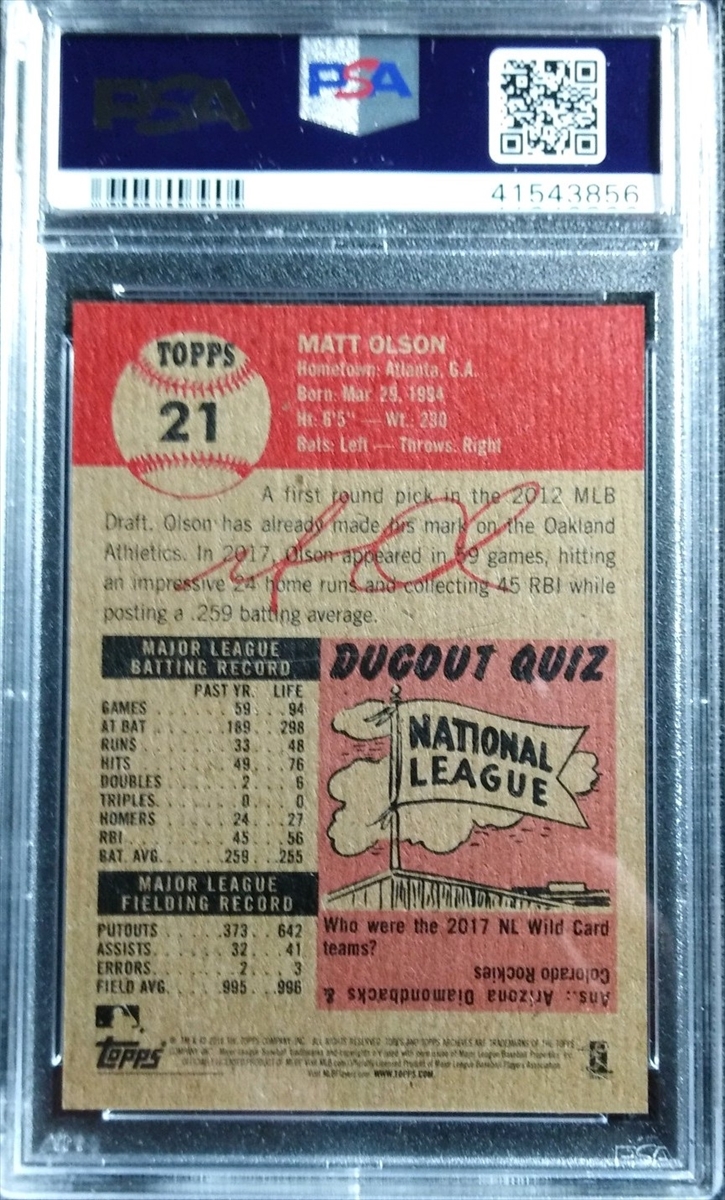 PSA
PSA
41543856
TOPPS
21
MATT OLSON
Hometown: Atlanta, G.A.
Born: Mar 29, 1994
Ht: 6'5" — Wt.: 230
Bats: Left — Throws: Right
A first round pick in the 2012 MLB
Draft. Olson has already made his mark on the Oakland
Athletics. In 2017, Olson appeared in 59 games, hitting
an impressive 24 home runs and collecting 45 RBI while
posting a .259 batting average.
MAJOR LEAGUE
BATTING RECORD
PAST YR. LIFE
GAMES 59 94
AT BAT 189 298
RUNS 33 48
HITS 49 76
DOUBLES 2 6
TRIPLES 0 0
HOMERS 24 27
RBI 45 56
BAT. AVG. .259 .255
MAJOR LEAGUE
FIELDING RECORD
PUTOUTS 373 642
ASSISTS 32 41
ERRORS 2 3
FIELD AVG. .995 .996
DUGOUT QUIZ
NATIONAL
LEAGUE
Who were the 2017 NL Wild Card
teams?
Ans.: Arizona Diamondbacks &
Colorado Rockies
Topps
WWW.TOPPS.COM
PSA